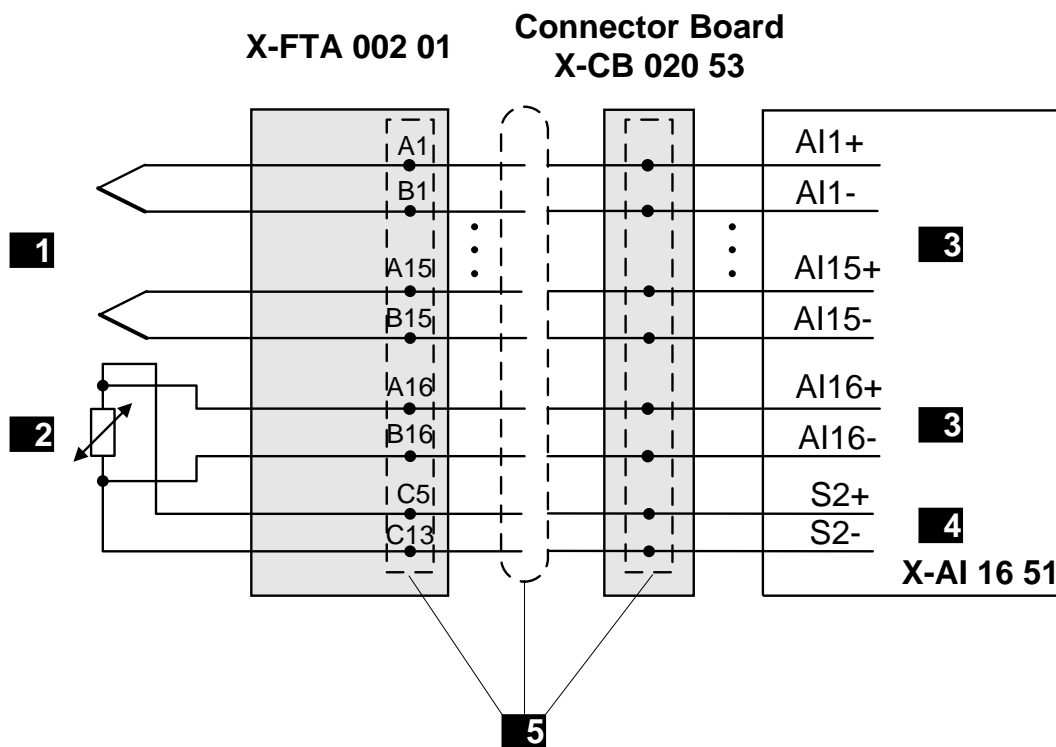 X-FTA 002 01
Connector Board
X-CB 020 53
A1
AI1+
B1
AI1-
1
3
A15
AI15+
B15
AI15-
A16
AI16+
2
3
B16
AI16-
C5
S2+
4
C13
S2-
X-AI 16 51
5